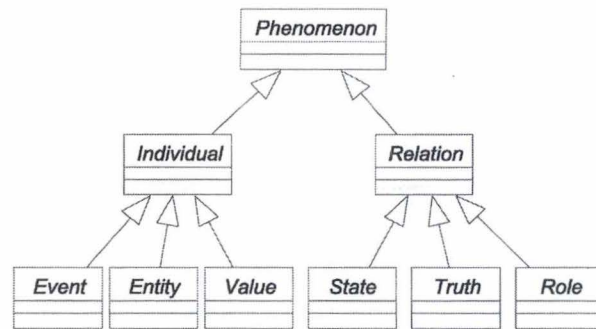 Phenomenon
Individual
Relation
Event
Entity
Value
State
Truth
Role